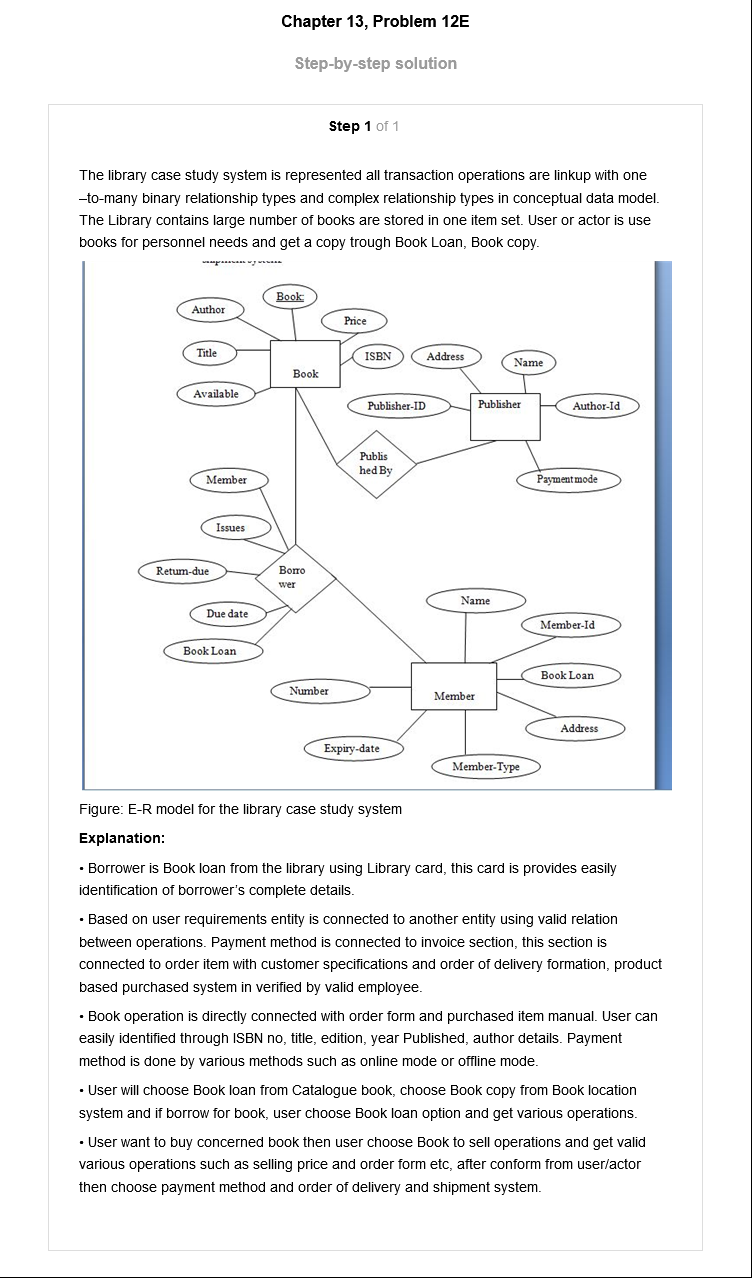 Chapter 13, Problem 12E
Step-by-step solution
Step 1 of 1
The library case study system is represented all transaction operations are linkup with one
–to-many binary relationship types and complex relationship types in conceptual data model.
The Library contains large number of books are stored in one item set. User or actor is use
books for personnel needs and get a copy trough Book Loan, Book copy.
Book:
Author
Price
Title
ISBN
Address
Name
Book
Available
Publisher-ID
Publisher
Author-Id
Publis
hed By
Member
Payment mode
Issues
Return-due
Borro
wer
Name
Due date
Member-Id
Book Loan
Book Loan
Number
Member
Address
Expiry-date
Member-Type
Figure: E-R model for the library case study system
Explanation:
• Borrower is Book loan from the library using Library card, this card is provides easily
identification of borrower’s complete details.
• Based on user requirements entity is connected to another entity using valid relation
between operations. Payment method is connected to invoice section, this section is
connected to order item with customer specifications and order of delivery formation, product
based purchased system in verified by valid employee.
• Book operation is directly connected with order form and purchased item manual. User can
easily identified through ISBN no, title, edition, year Published, author details. Payment
method is done by various methods such as online mode or offline mode.
• User will choose Book loan from Catalogue book, choose Book copy from Book location
system and if borrow for book, user choose Book loan option and get various operations.
• User want to buy concerned book then user choose Book to sell operations and get valid
various operations such as selling price and order form etc, after conform from user/actor
then choose payment method and order of delivery and shipment system.